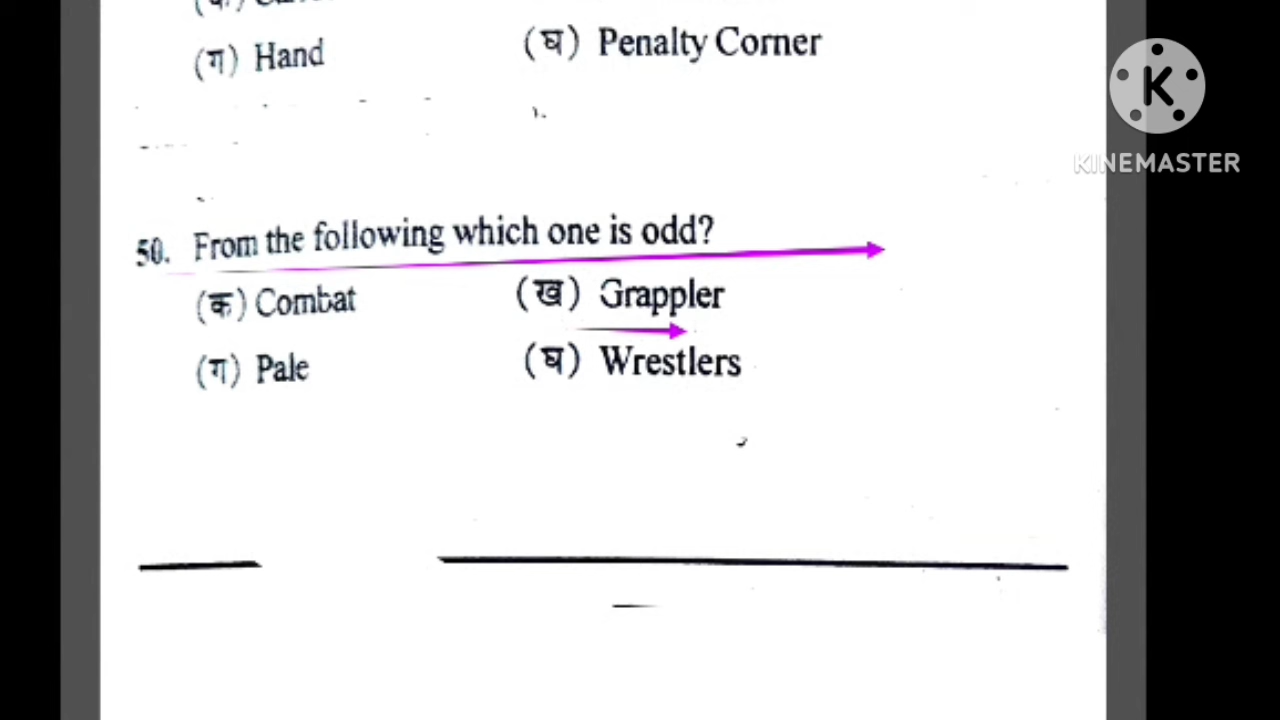 (ग) Hand (घ) Penalty Corner
K
KINEMASTER
50. From the following which one is odd?
(क) Combat (ख) Grappler
(ग) Pale (घ) Wrestlers